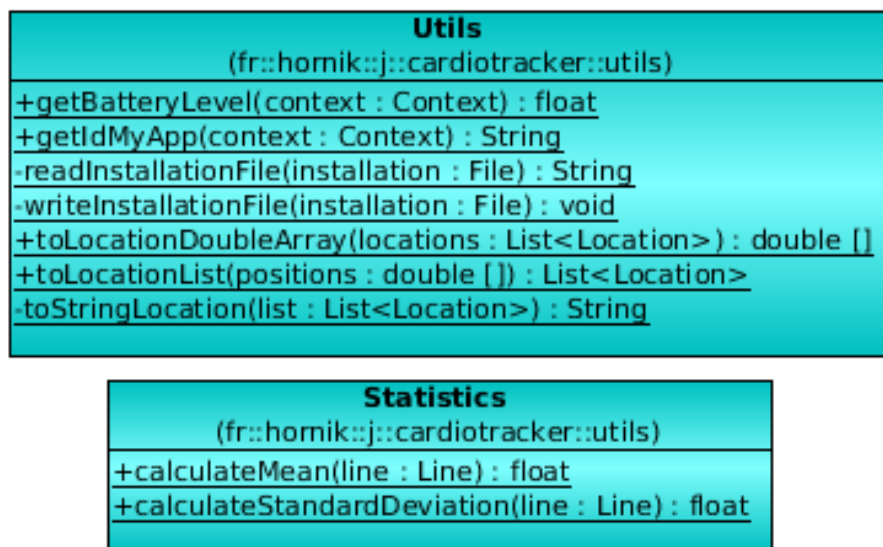 Utils
(fr::hornik::j::cardiotracker::utils)
+getBatteryLevel(context : Context) : float
+getIdMyApp(context : Context) : String
-readInstallationFile(installation : File) : String
-writeInstallationFile(installation : File) : void
+toLocationDoubleArray(locations : List<Location>) : double []
+toLocationList(positions : double []) : List<Location>
-toStringLocation(list : List<Location>) : String
Statistics
(fr::hornik::j::cardiotracker::utils)
+calculateMean(line : Line) : float
+calculateStandardDeviation(line : Line) : float